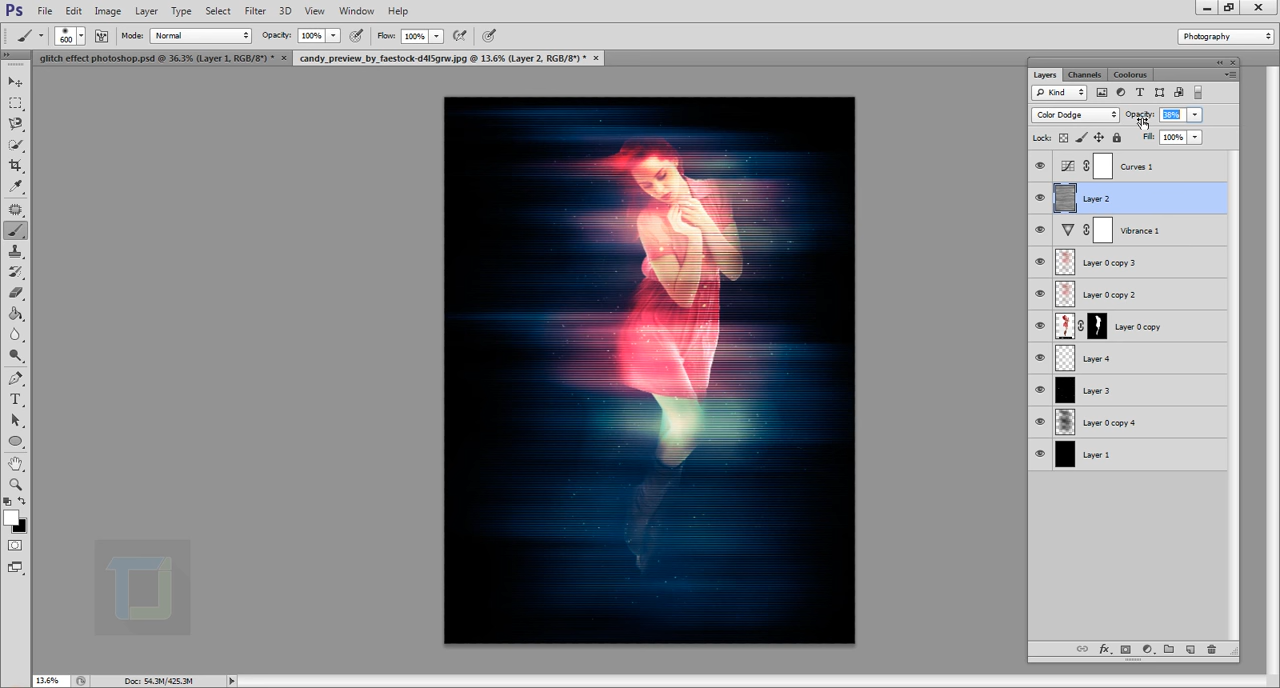 Ps File Edit Image Layer Type Select Filter 3D View Window Help
600 Mode: Normal Opacity: 100% Flow: 100% Photography
glitch effect photoshop.psd @ 36.3% (Layer 1, RGB/8*) * × candy_preview_by_faestock-d4l5grw.jpg @ 13.6% (Layer 2, RGB/8*) * ×
Layers Channels Coolorus
Kind
Color Dodge Opacity: 38%
Lock: Fill: 100%
Curves 1
Layer 2
Vibrance 1
Layer 0 copy 3
Layer 0 copy 2
Layer 0 copy
Layer 4
Layer 3
Layer 0 copy 4
Layer 1
fx
13.6% Doc: 54.3M/425.3M